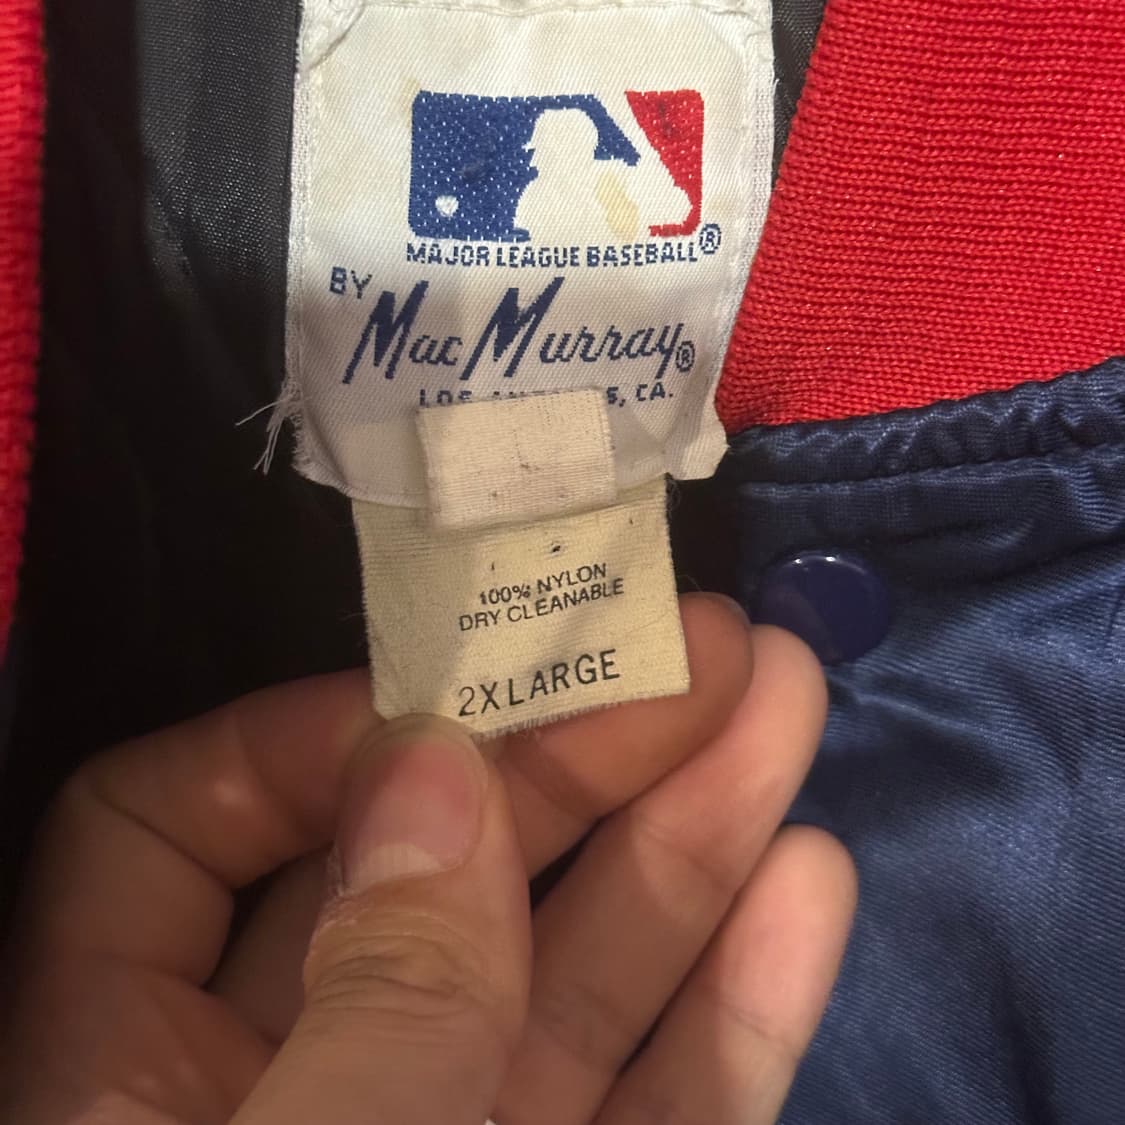 MAJOR LEAGUE BASEBALL®
BY
MacMurray®
CA.
100% NYLON
DRY CLEANABLE
2XLARGE